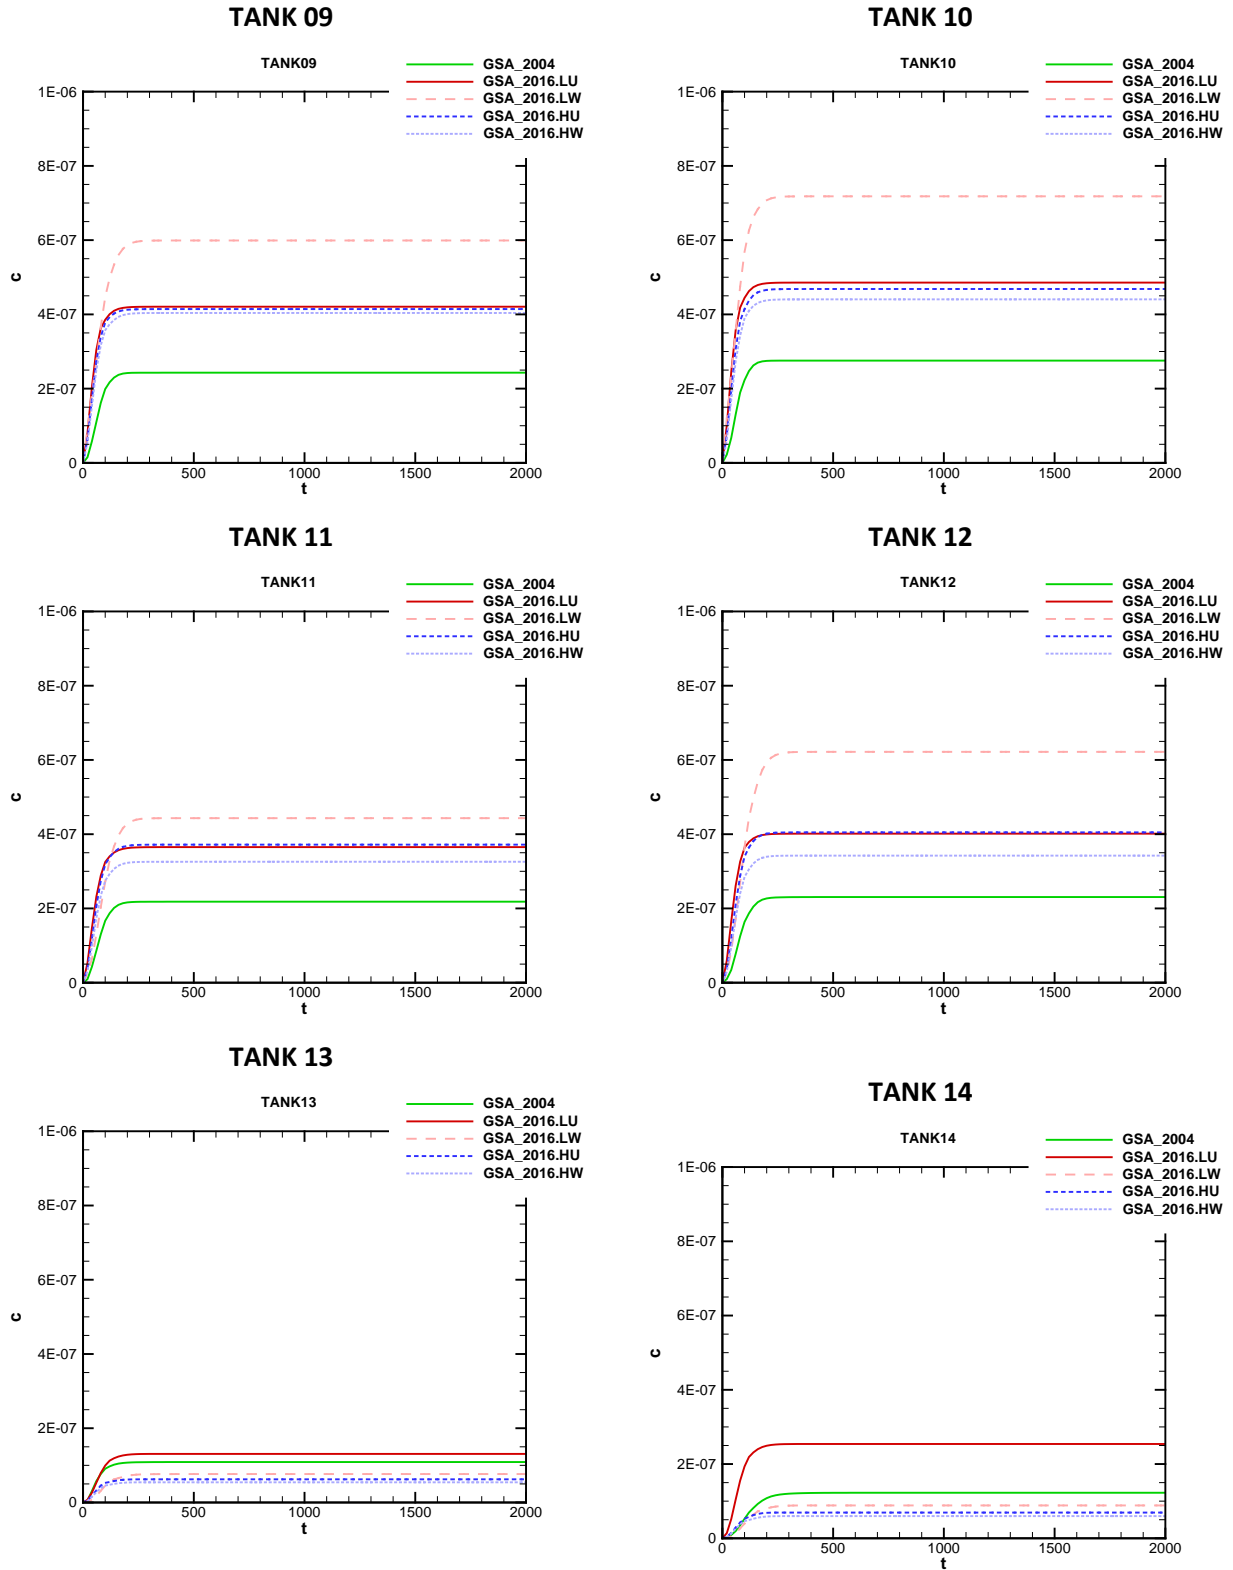 TANK 09
TANK09
GSA_2004
GSA_2016.LU
GSA_2016.LW
GSA_2016.HU
GSA_2016.HW
1E-06
8E-07
6E-07
4E-07
2E-07
0
c
0 500 1000 1500 2000
t
TANK 10
TANK10
GSA_2004
GSA_2016.LU
GSA_2016.LW
GSA_2016.HU
GSA_2016.HW
1E-06
8E-07
6E-07
4E-07
2E-07
0
c
0 500 1000 1500 2000
t
TANK 11
TANK11
GSA_2004
GSA_2016.LU
GSA_2016.LW
GSA_2016.HU
GSA_2016.HW
1E-06
8E-07
6E-07
4E-07
2E-07
0
c
0 500 1000 1500 2000
t
TANK 12
TANK12
GSA_2004
GSA_2016.LU
GSA_2016.LW
GSA_2016.HU
GSA_2016.HW
1E-06
8E-07
6E-07
4E-07
2E-07
0
c
0 500 1000 1500 2000
t
TANK 13
TANK13
GSA_2004
GSA_2016.LU
GSA_2016.LW
GSA_2016.HU
GSA_2016.HW
1E-06
8E-07
6E-07
4E-07
2E-07
0
c
0 500 1000 1500 2000
t
TANK 14
TANK14
GSA_2004
GSA_2016.LU
GSA_2016.LW
GSA_2016.HU
GSA_2016.HW
1E-06
8E-07
6E-07
4E-07
2E-07
0
c
0 500 1000 1500 2000
t